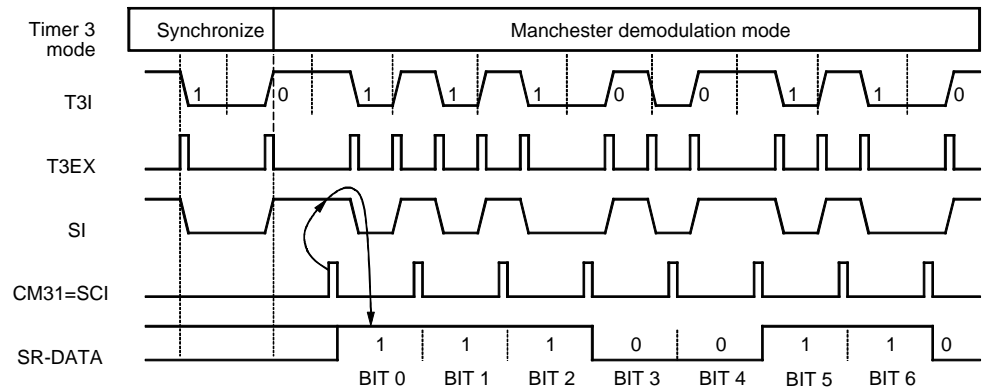 Timer 3 mode
Synchronize
Manchester demodulation mode
T3I
1 0 1 1 1 0 0 1 1 0
T3EX
SI
CM31=SCI
SR-DATA
1 1 1 0 0 1 1 0
BIT 0 BIT 1 BIT 2 BIT 3 BIT 4 BIT 5 BIT 6